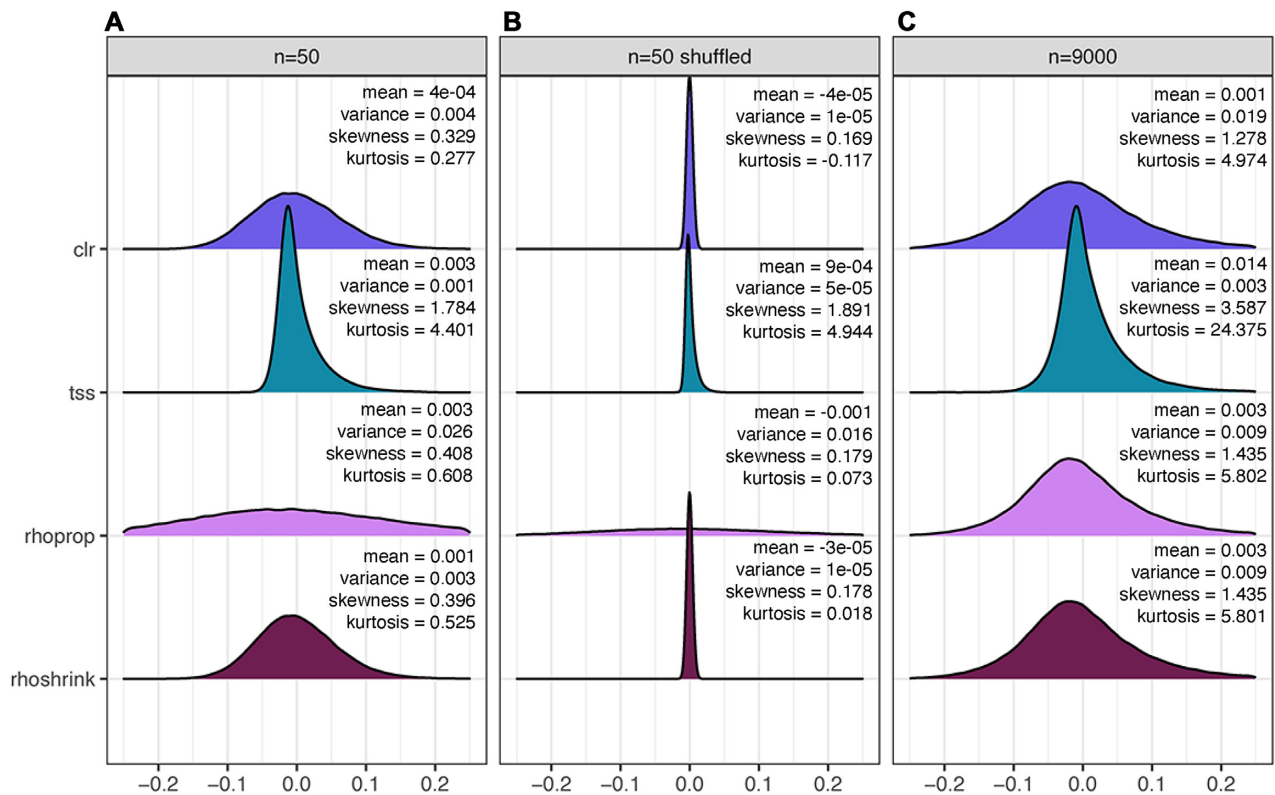 A
B
C
n=50
n=50 shuffled
n=9000
mean = 4e-04
variance = 0.004
skewness = 0.329
kurtosis = 0.277
mean = -4e-05
variance = 1e-05
skewness = 0.169
kurtosis = -0.117
mean = 0.001
variance = 0.019
skewness = 1.278
kurtosis = 4.974
clr
mean = 0.003
variance = 0.001
skewness = 1.784
kurtosis = 4.401
mean = 9e-04
variance = 5e-05
skewness = 1.891
kurtosis = 4.944
mean = 0.014
variance = 0.003
skewness = 3.587
kurtosis = 24.375
tss
mean = 0.003
variance = 0.026
skewness = 0.408
kurtosis = 0.608
mean = -0.001
variance = 0.016
skewness = 0.179
kurtosis = 0.073
mean = 0.003
variance = 0.009
skewness = 1.435
kurtosis = 5.802
rhoprop
mean = 0.001
variance = 0.003
skewness = 0.396
kurtosis = 0.525
mean = -3e-05
variance = 1e-05
skewness = 0.178
kurtosis = 0.018
mean = 0.003
variance = 0.009
skewness = 1.435
kurtosis = 5.801
rhoshrink
−0.2 −0.1 0.0 0.1 0.2
−0.2 −0.1 0.0 0.1 0.2
−0.2 −0.1 0.0 0.1 0.2